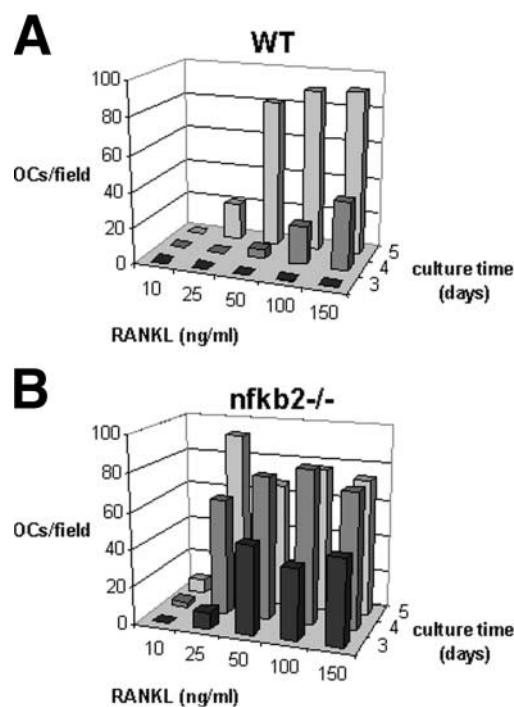 A
WT
100
80
60
OCs/field
40
20
0
5
4
3
culture time
(days)
10
25
50
100
150
RANKL (ng/ml)
B
nfkb2-/-
100
80
60
OCs/field
40
20
0
5
4
3
culture time
(days)
10
25
50
100
150
RANKL (ng/ml)